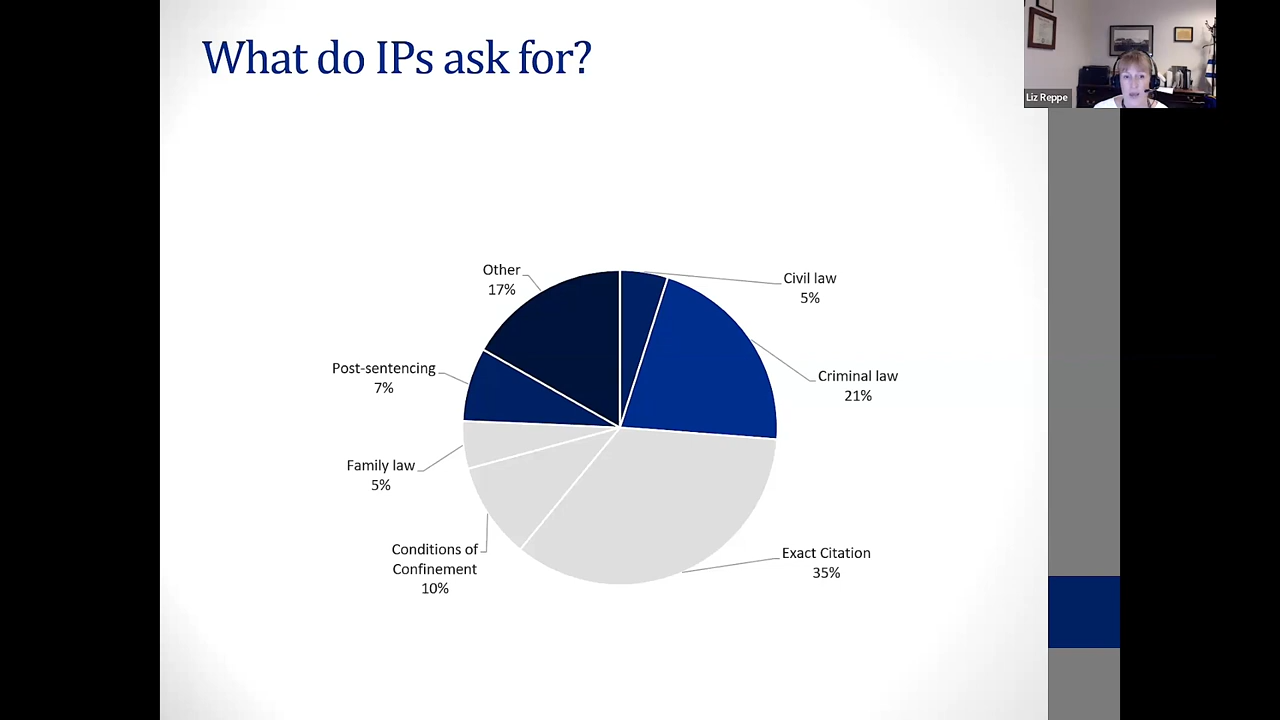 What do IPs ask for?
Liz Reppe
Other
17%
Civil law
5%
Post-sentencing
7%
Criminal law
21%
Family law
5%
Conditions of
Confinement
10%
Exact Citation
35%